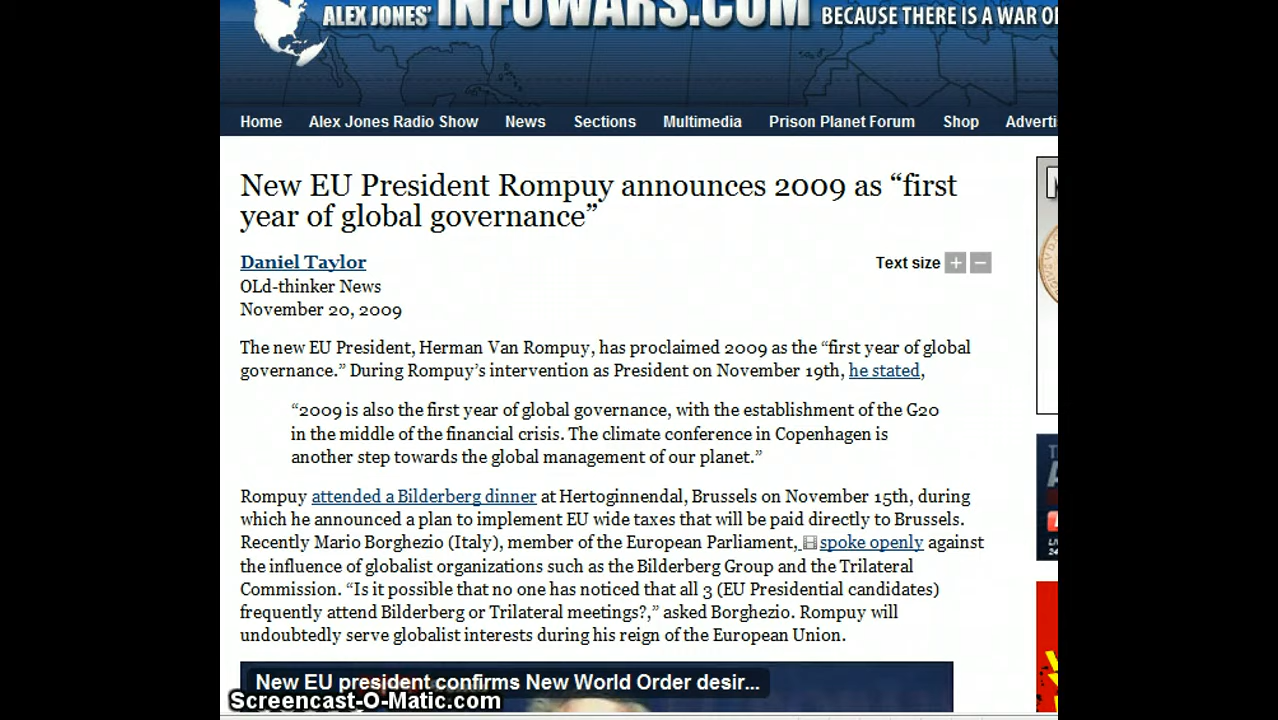 ALEX JONES' INFOWARS.COM BECAUSE THERE IS A WAR
Home Alex Jones Radio Show News Sections Multimedia Prison Planet Forum Shop Adverti
New EU President Rompuy announces 2009 as “first
year of global governance”
Daniel Taylor Text size + −
OLd-thinker News
November 20, 2009
The new EU President, Herman Van Rompuy, has proclaimed 2009 as the “first year of global
governance.” During Rompuy’s intervention as President on November 19th, he stated,
“2009 is also the first year of global governance, with the establishment of the G20
in the middle of the financial crisis. The climate conference in Copenhagen is
another step towards the global management of our planet.”
Rompuy attended a Bilderberg dinner at Hertoginnendal, Brussels on November 15th, during
which he announced a plan to implement EU wide taxes that will be paid directly to Brussels.
Recently Mario Borghezio (Italy), member of the European Parliament, spoke openly against
the influence of globalist organizations such as the Bilderberg Group and the Trilateral
Commission. “Is it possible that no one has noticed that all 3 (EU Presidential candidates)
frequently attend Bilderberg or Trilateral meetings?,” asked Borghezio. Rompuy will
undoubtedly serve globalist interests during his reign of the European Union.
New EU president confirms New World Order desir...
Screencast-O-Matic.com